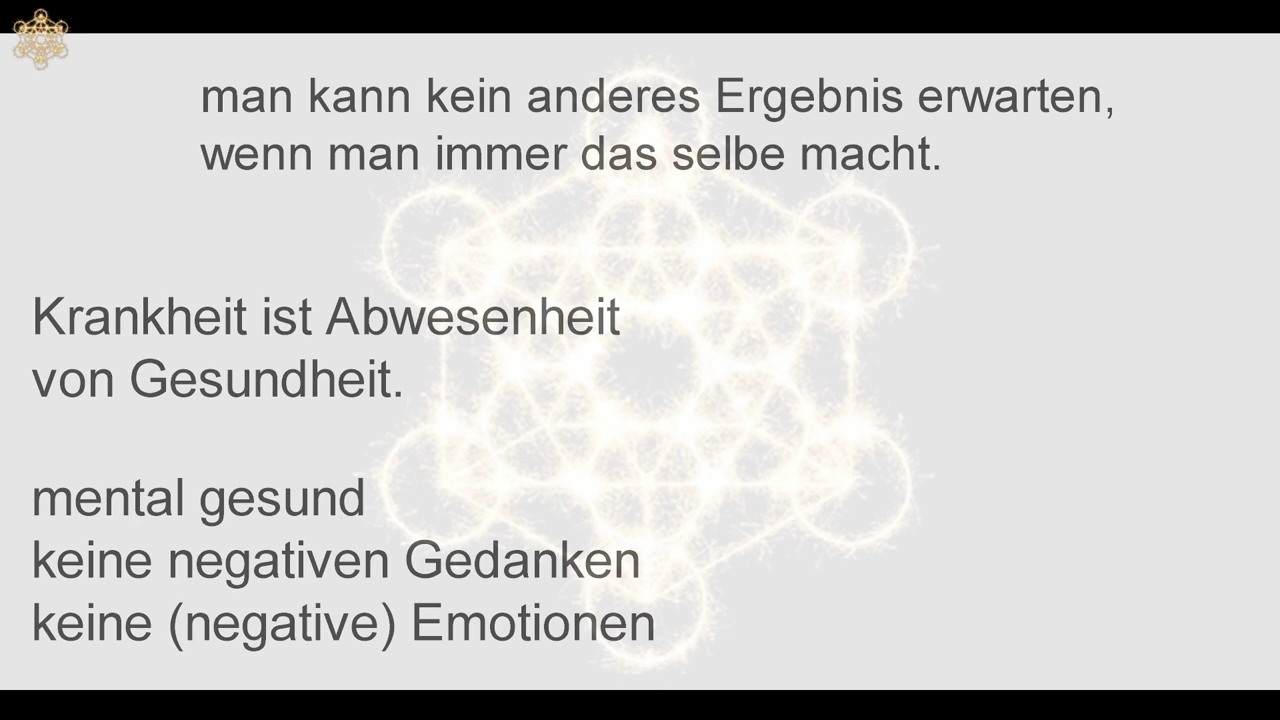 man kann kein anderes Ergebnis erwarten,
wenn man immer das selbe macht.
Krankheit ist Abwesenheit
von Gesundheit.
mental gesund
keine negativen Gedanken
keine (negative) Emotionen